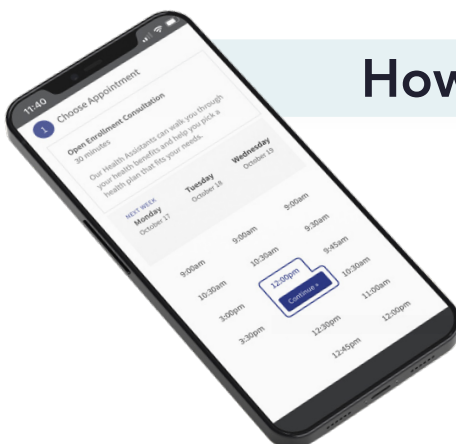 How
11:40
1 Choose Appointment
Open Enrollment Consultation
30 minutes
Our Health Assistants can walk you through
your health benefits and help you pick a
health plan that fits your needs.
NEXT WEEK
Monday Tuesday Wednesday
October 17 October 18 October 19
9:00am 9:00am 9:00am
10:30am 10:30am 9:30am
3:00pm 12:00pm 9:45am
3:30pm Continue » 10:30am
12:30pm 11:00am
12:45pm 12:00pm